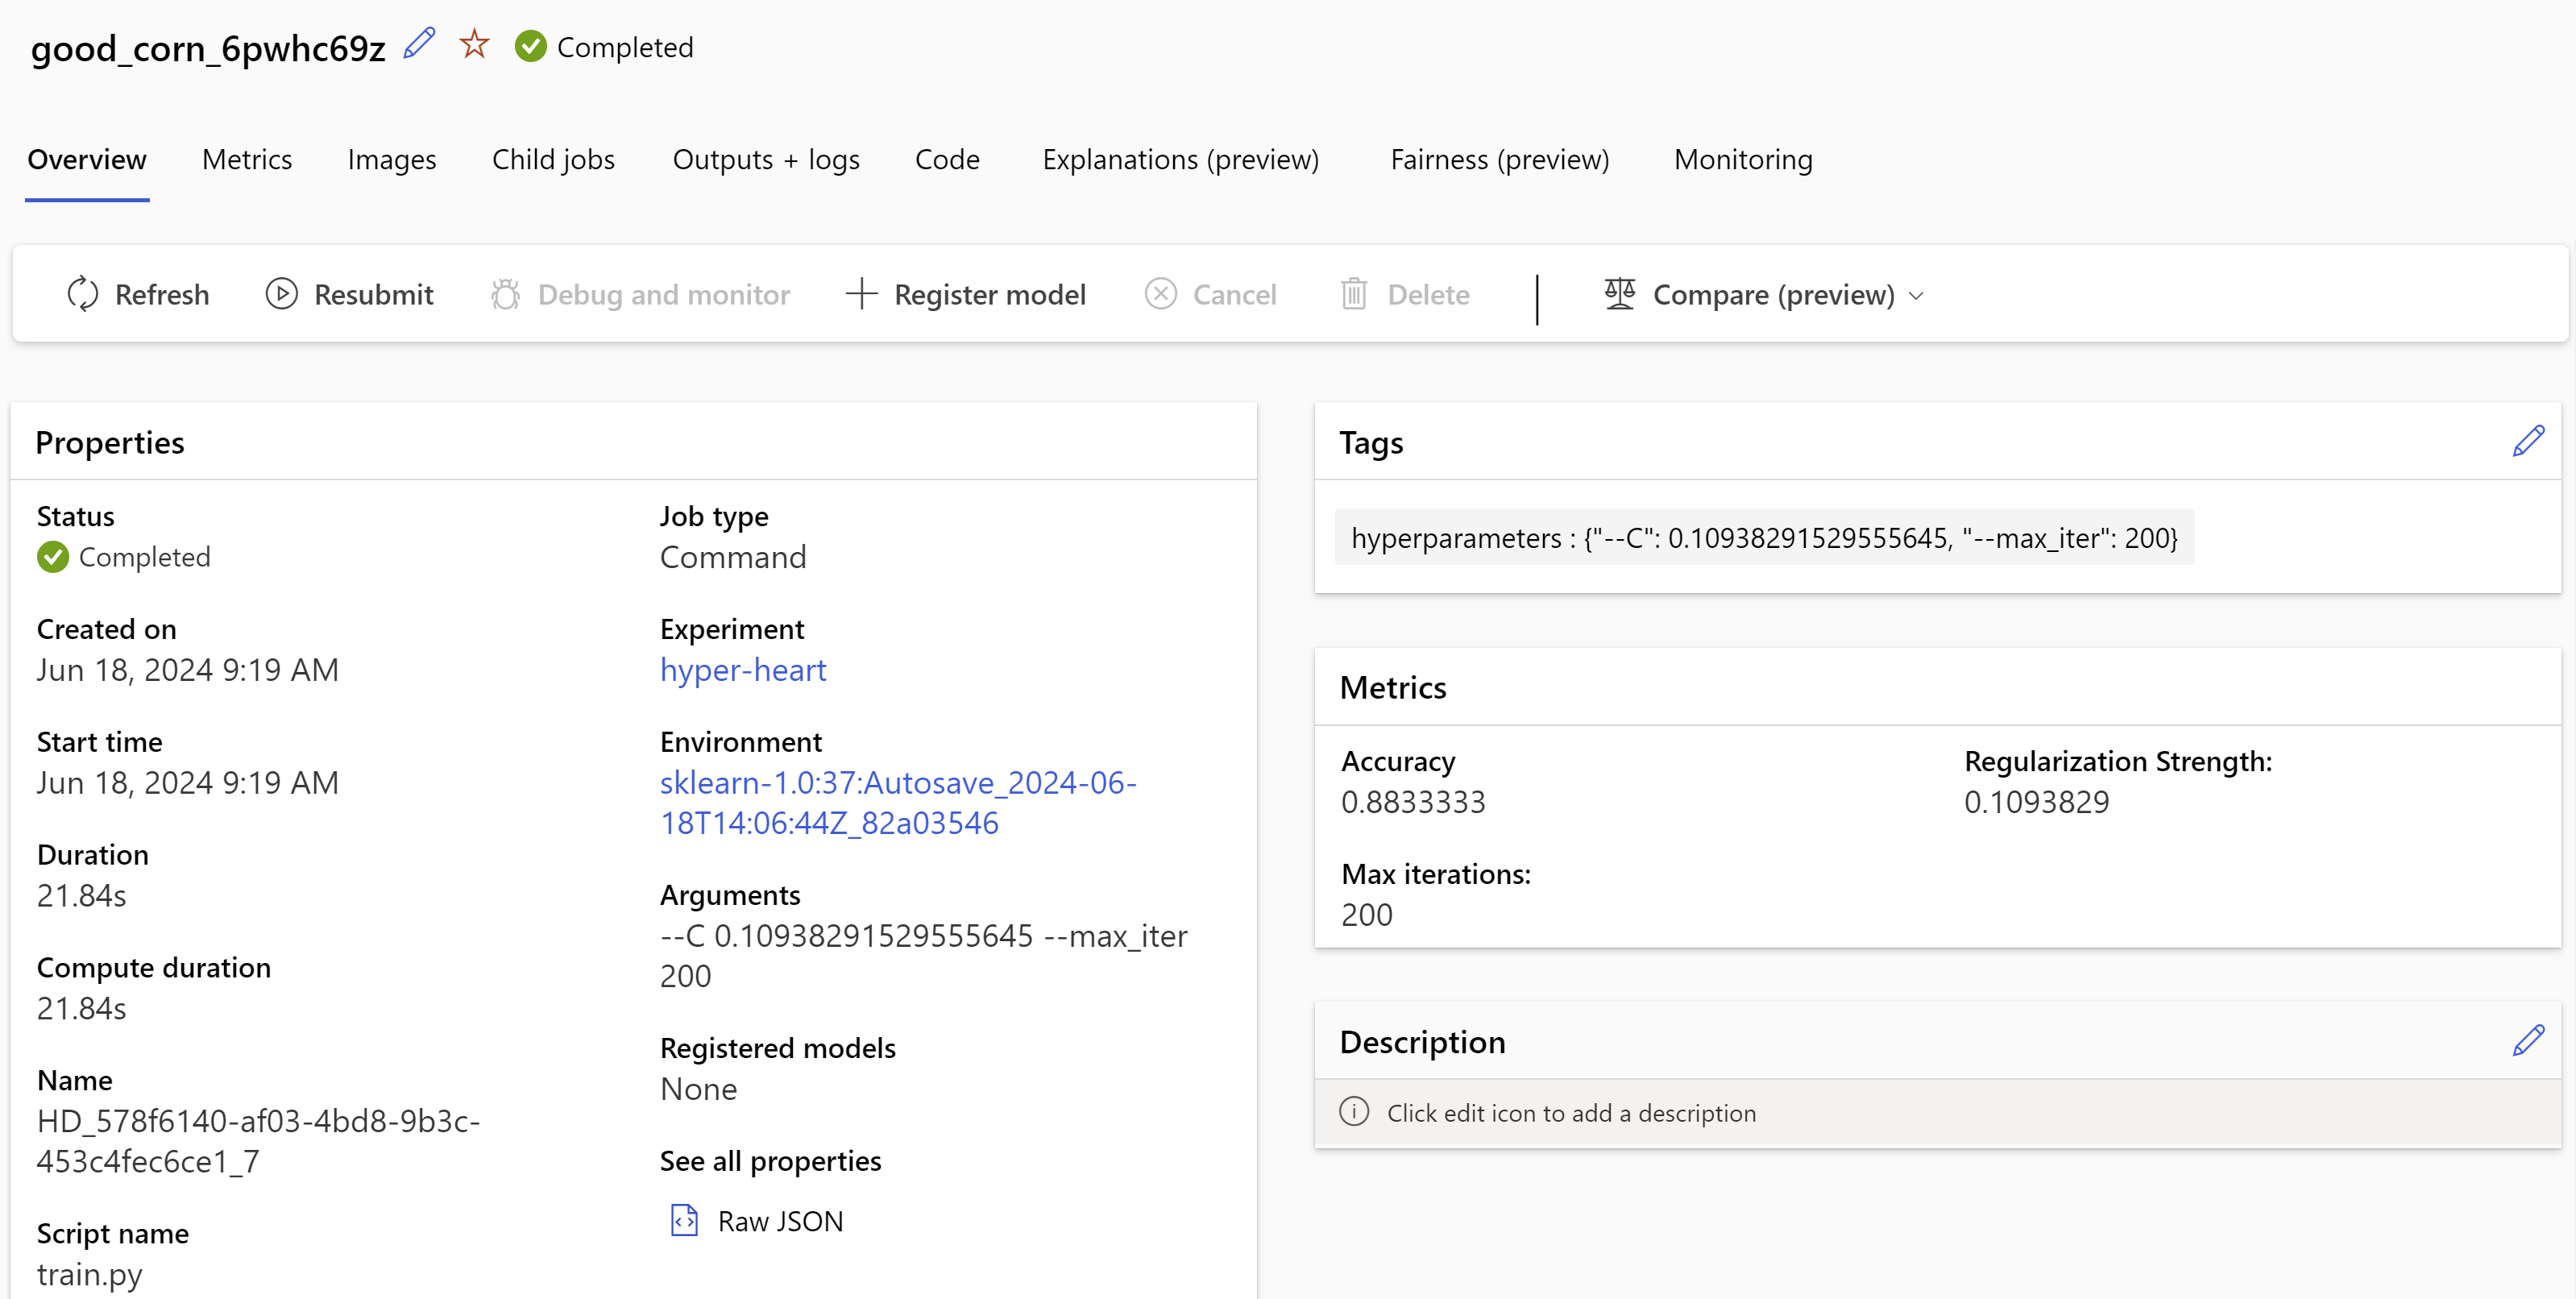 good_corn_6pwhc69z Completed
Overview Metrics Images Child jobs Outputs + logs Code Explanations (preview) Fairness (preview) Monitoring
Refresh Resubmit Debug and monitor Register model Cancel Delete Compare (preview)
Properties
Status
Completed
Created on
Jun 18, 2024 9:19 AM
Start time
Jun 18, 2024 9:19 AM
Duration
21.84s
Compute duration
21.84s
Name
HD_578f6140-af03-4bd8-9b3c-
453c4fec6ce1_7
Script name
train.py
Job type
Command
Experiment
hyper-heart
Environment
sklearn-1.0:37:Autosave_2024-06-
18T14:06:44Z_82a03546
Arguments
--C 0.10938291529555645 --max_iter
200
Registered models
None
See all properties
Raw JSON
Tags
hyperparameters : {"--C": 0.10938291529555645, "--max_iter": 200}
Metrics
Accuracy
0.8833333
Regularization Strength:
0.1093829
Max iterations:
200
Description
Click edit icon to add a description